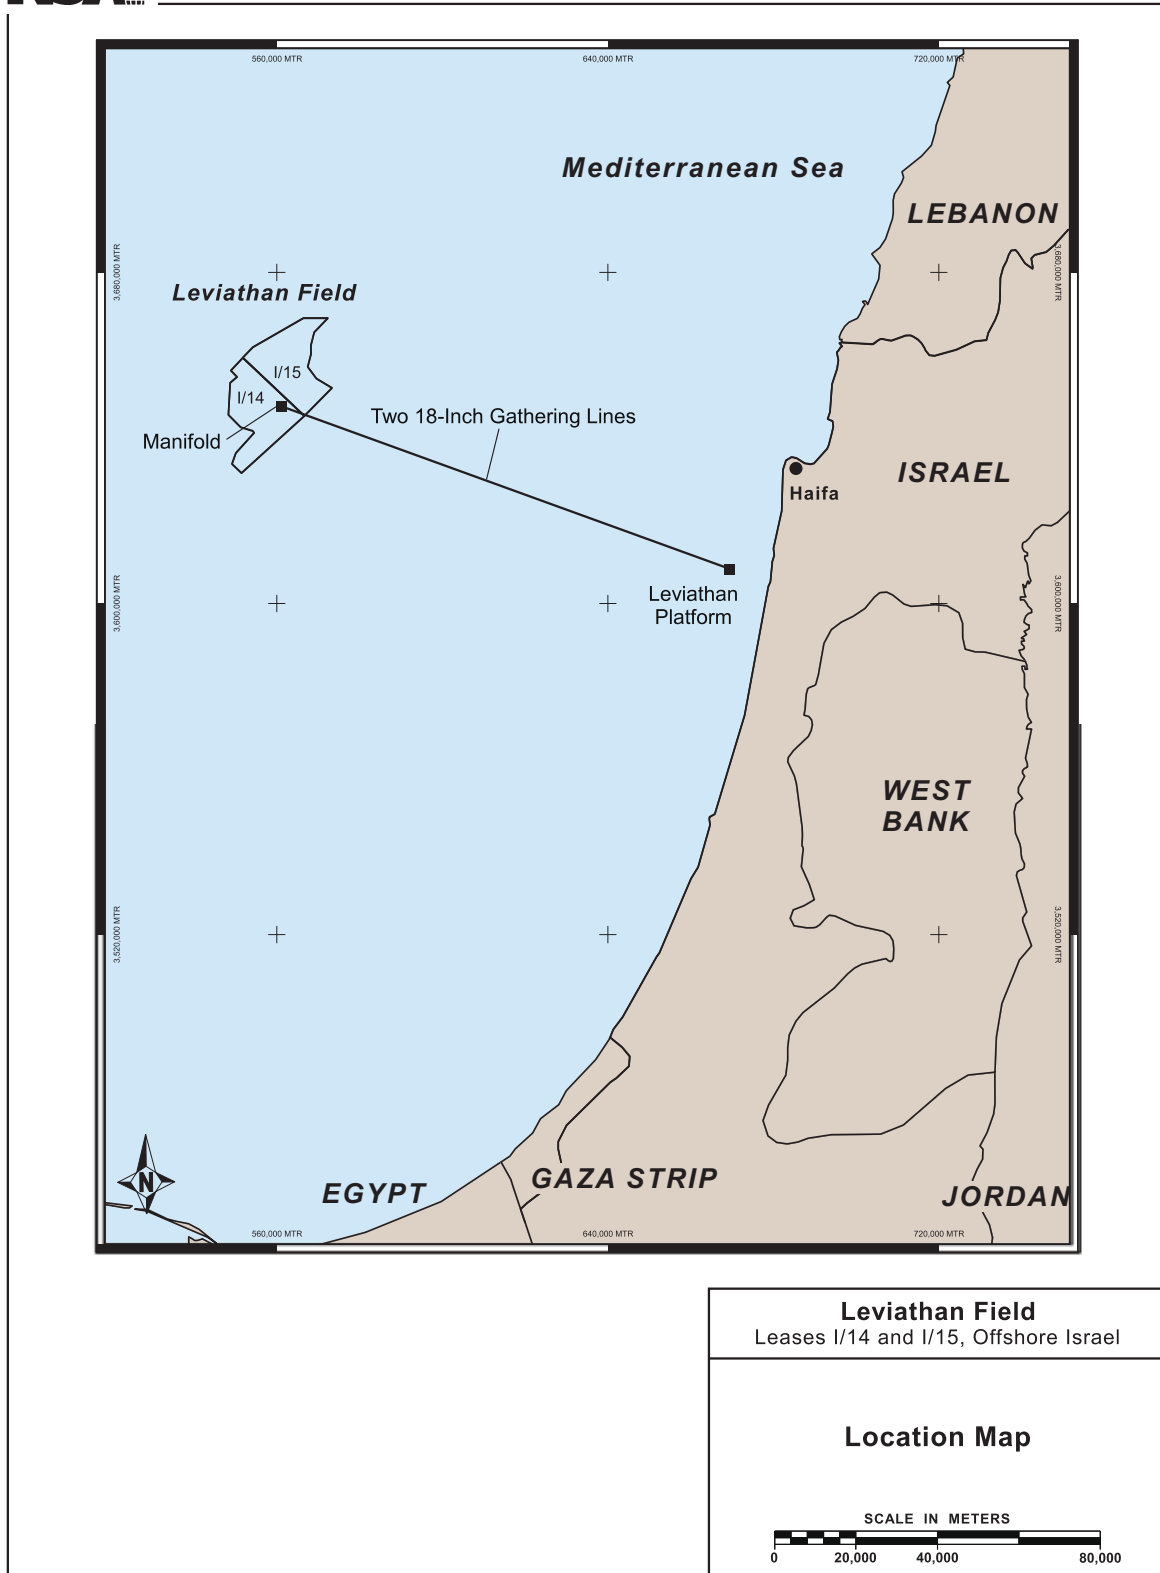 560,000 MTR
640,000 MTR
720,000 MTR
Mediterranean Sea
LEBANON
3,680,000 MTR
3,680,000 MTR
Leviathan Field
I/15
I/14
Manifold
Two 18-Inch Gathering Lines
ISRAEL
Haifa
Leviathan
Platform
3,600,000 MTR
3,600,000 MTR
WEST
BANK
3,520,000 MTR
3,520,000 MTR
N
EGYPT
GAZA STRIP
JORDAN
560,000 MTR
640,000 MTR
720,000 MTR
Leviathan Field
Leases I/14 and I/15, Offshore Israel
Location Map
SCALE IN METERS
0
20,000
40,000
80,000